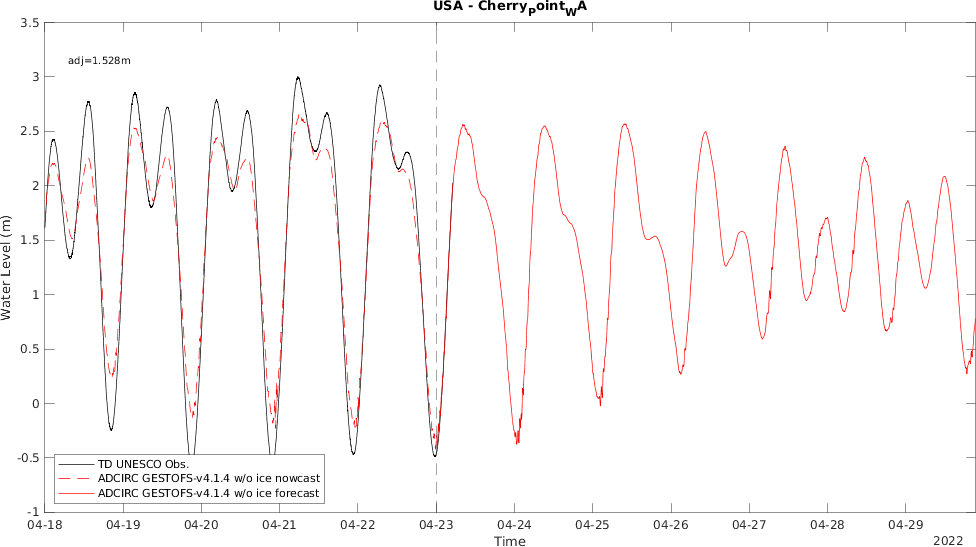 USA - CherryPointWA
adj=1.528m
3.5
3
2.5
2
1.5
1
0.5
0
-0.5
-1
Water Level (m)
TD UNESCO Obs.
ADCIRC GESTOFS-v4.1.4 w/o ice nowcast
ADCIRC GESTOFS-v4.1.4 w/o ice forecast
04-18 04-19 04-20 04-21 04-22 04-23 04-24 04-25 04-26 04-27 04-28 04-29
Time
2022